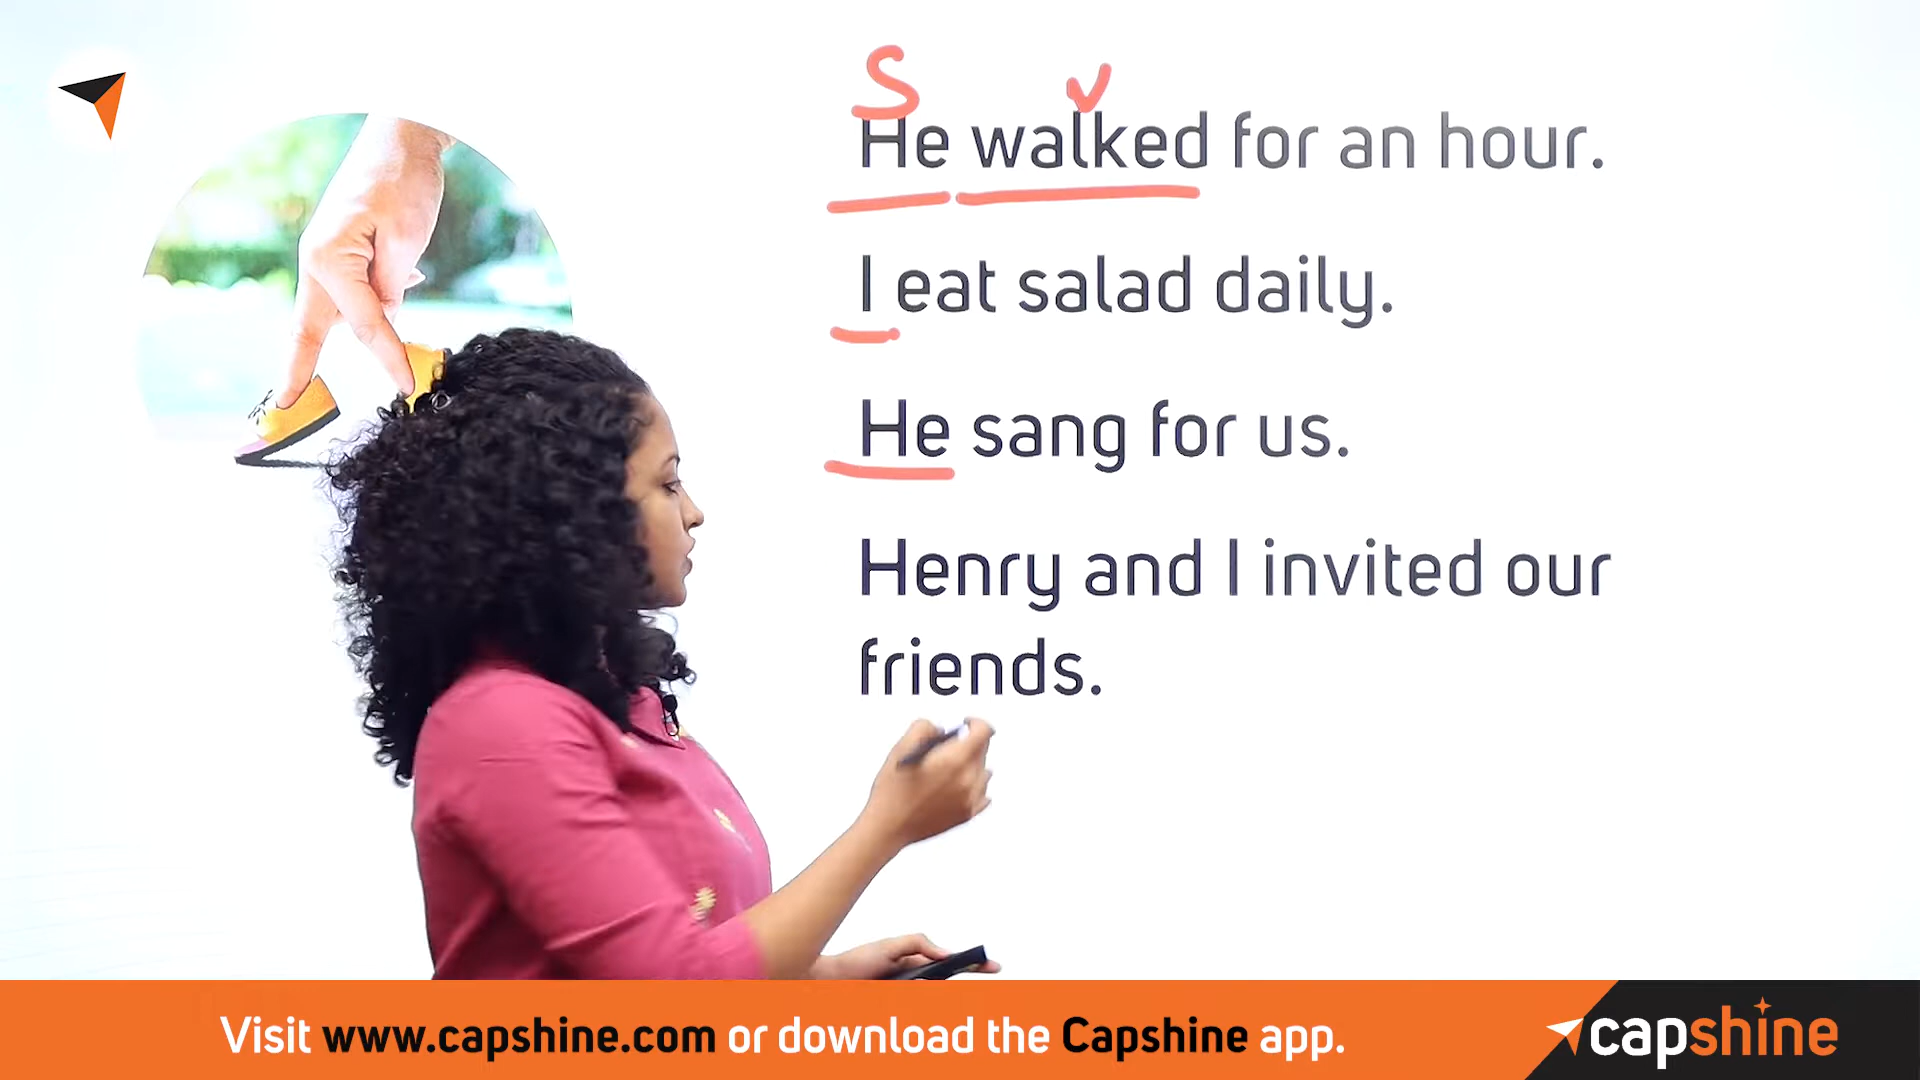 S v
He walked for an hour.
I eat salad daily.
He sang for us.
Henry and I invited our
friends.
Visit www.capshine.com or download the Capshine app.
capshine